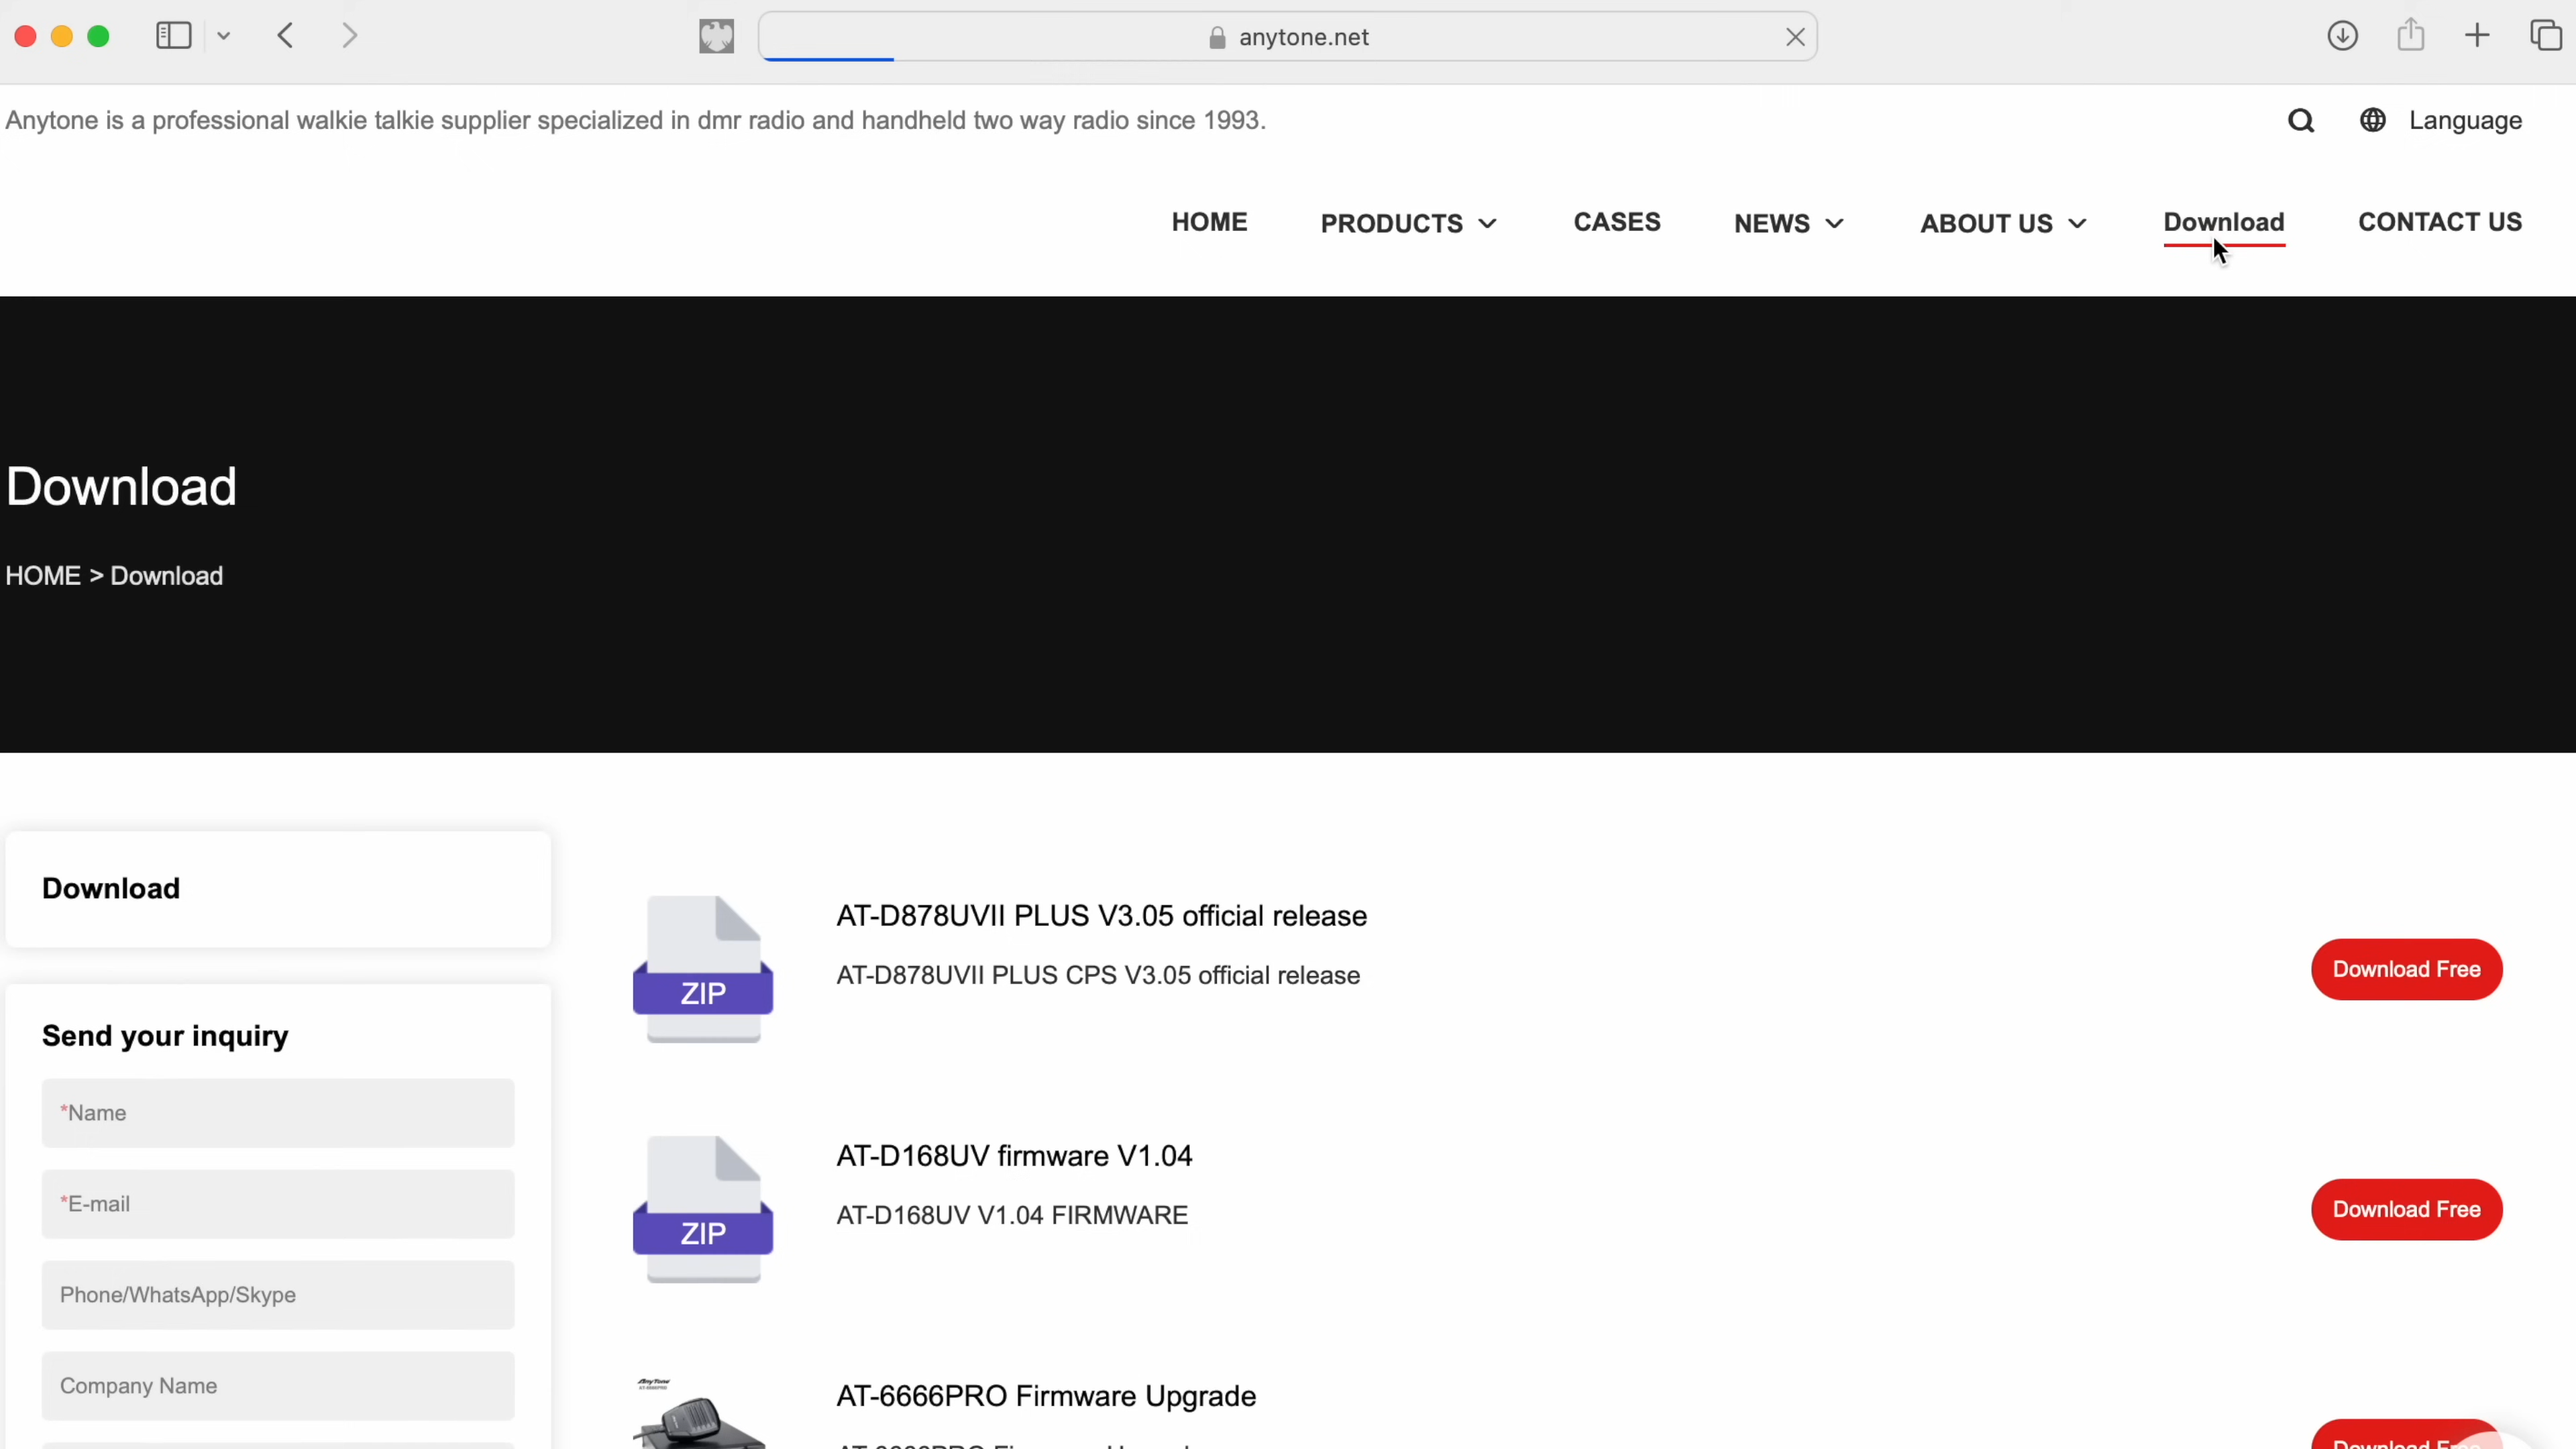 anytone.net
Anytone is a professional walkie talkie supplier specialized in dmr radio and handheld two way radio since 1993.
Language
HOME
PRODUCTS
CASES
NEWS
ABOUT US
Download
CONTACT US
Download
HOME > Download
Download
Send your inquiry
*Name
*E-mail
Phone/WhatsApp/Skype
Company Name
ZIP
AT-D878UVII PLUS V3.05 official release
AT-D878UVII PLUS CPS V3.05 official release
Download Free
ZIP
AT-D168UV firmware V1.04
AT-D168UV V1.04 FIRMWARE
Download Free
AnyTone
AT-6666PRO Firmware Upgrade